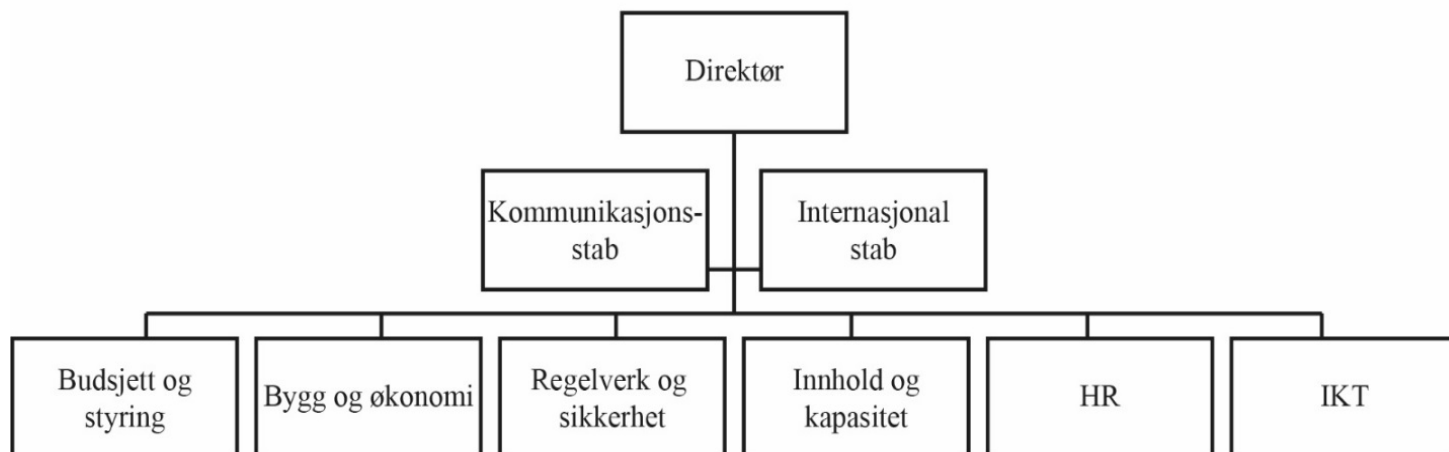 Direktør
Kommunikasjons-
stab
Internasjonal
stab
Budsjett og
styring
Bygg og økonomi
Regelverk og
sikkerhet
Innhold og
kapasitet
HR
IKT